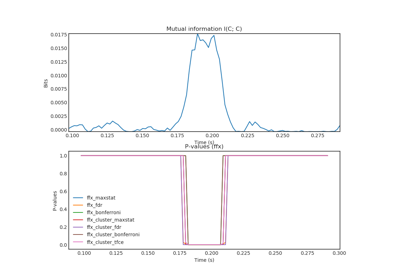 Mutual information I(C; C)
0.0175
0.0150
0.0125
0.0100
0.0075
0.0050
0.0025
0.0000
Bits
0.100 0.125 0.150 0.175 0.200 0.225 0.250 0.275
Time (s)
P-values (ffx)
1.0
0.8
0.6
0.4
0.2
0.0
P-values
ffx_maxstat
ffx_fdr
ffx_bonferroni
ffx_cluster_maxstat
ffx_cluster_fdr
ffx_cluster_bonferroni
ffx_cluster_tfce
0.100 0.125 0.150 0.175 0.200 0.225 0.250 0.275 0.300
Time (s)